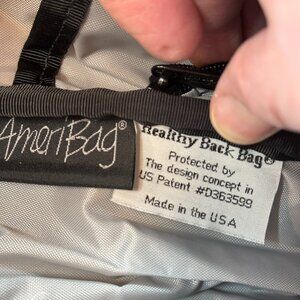 AmeriBag®
Healthy Back Bag®
Protected by
The design concept in
US Patent #D363599
Made in the USA